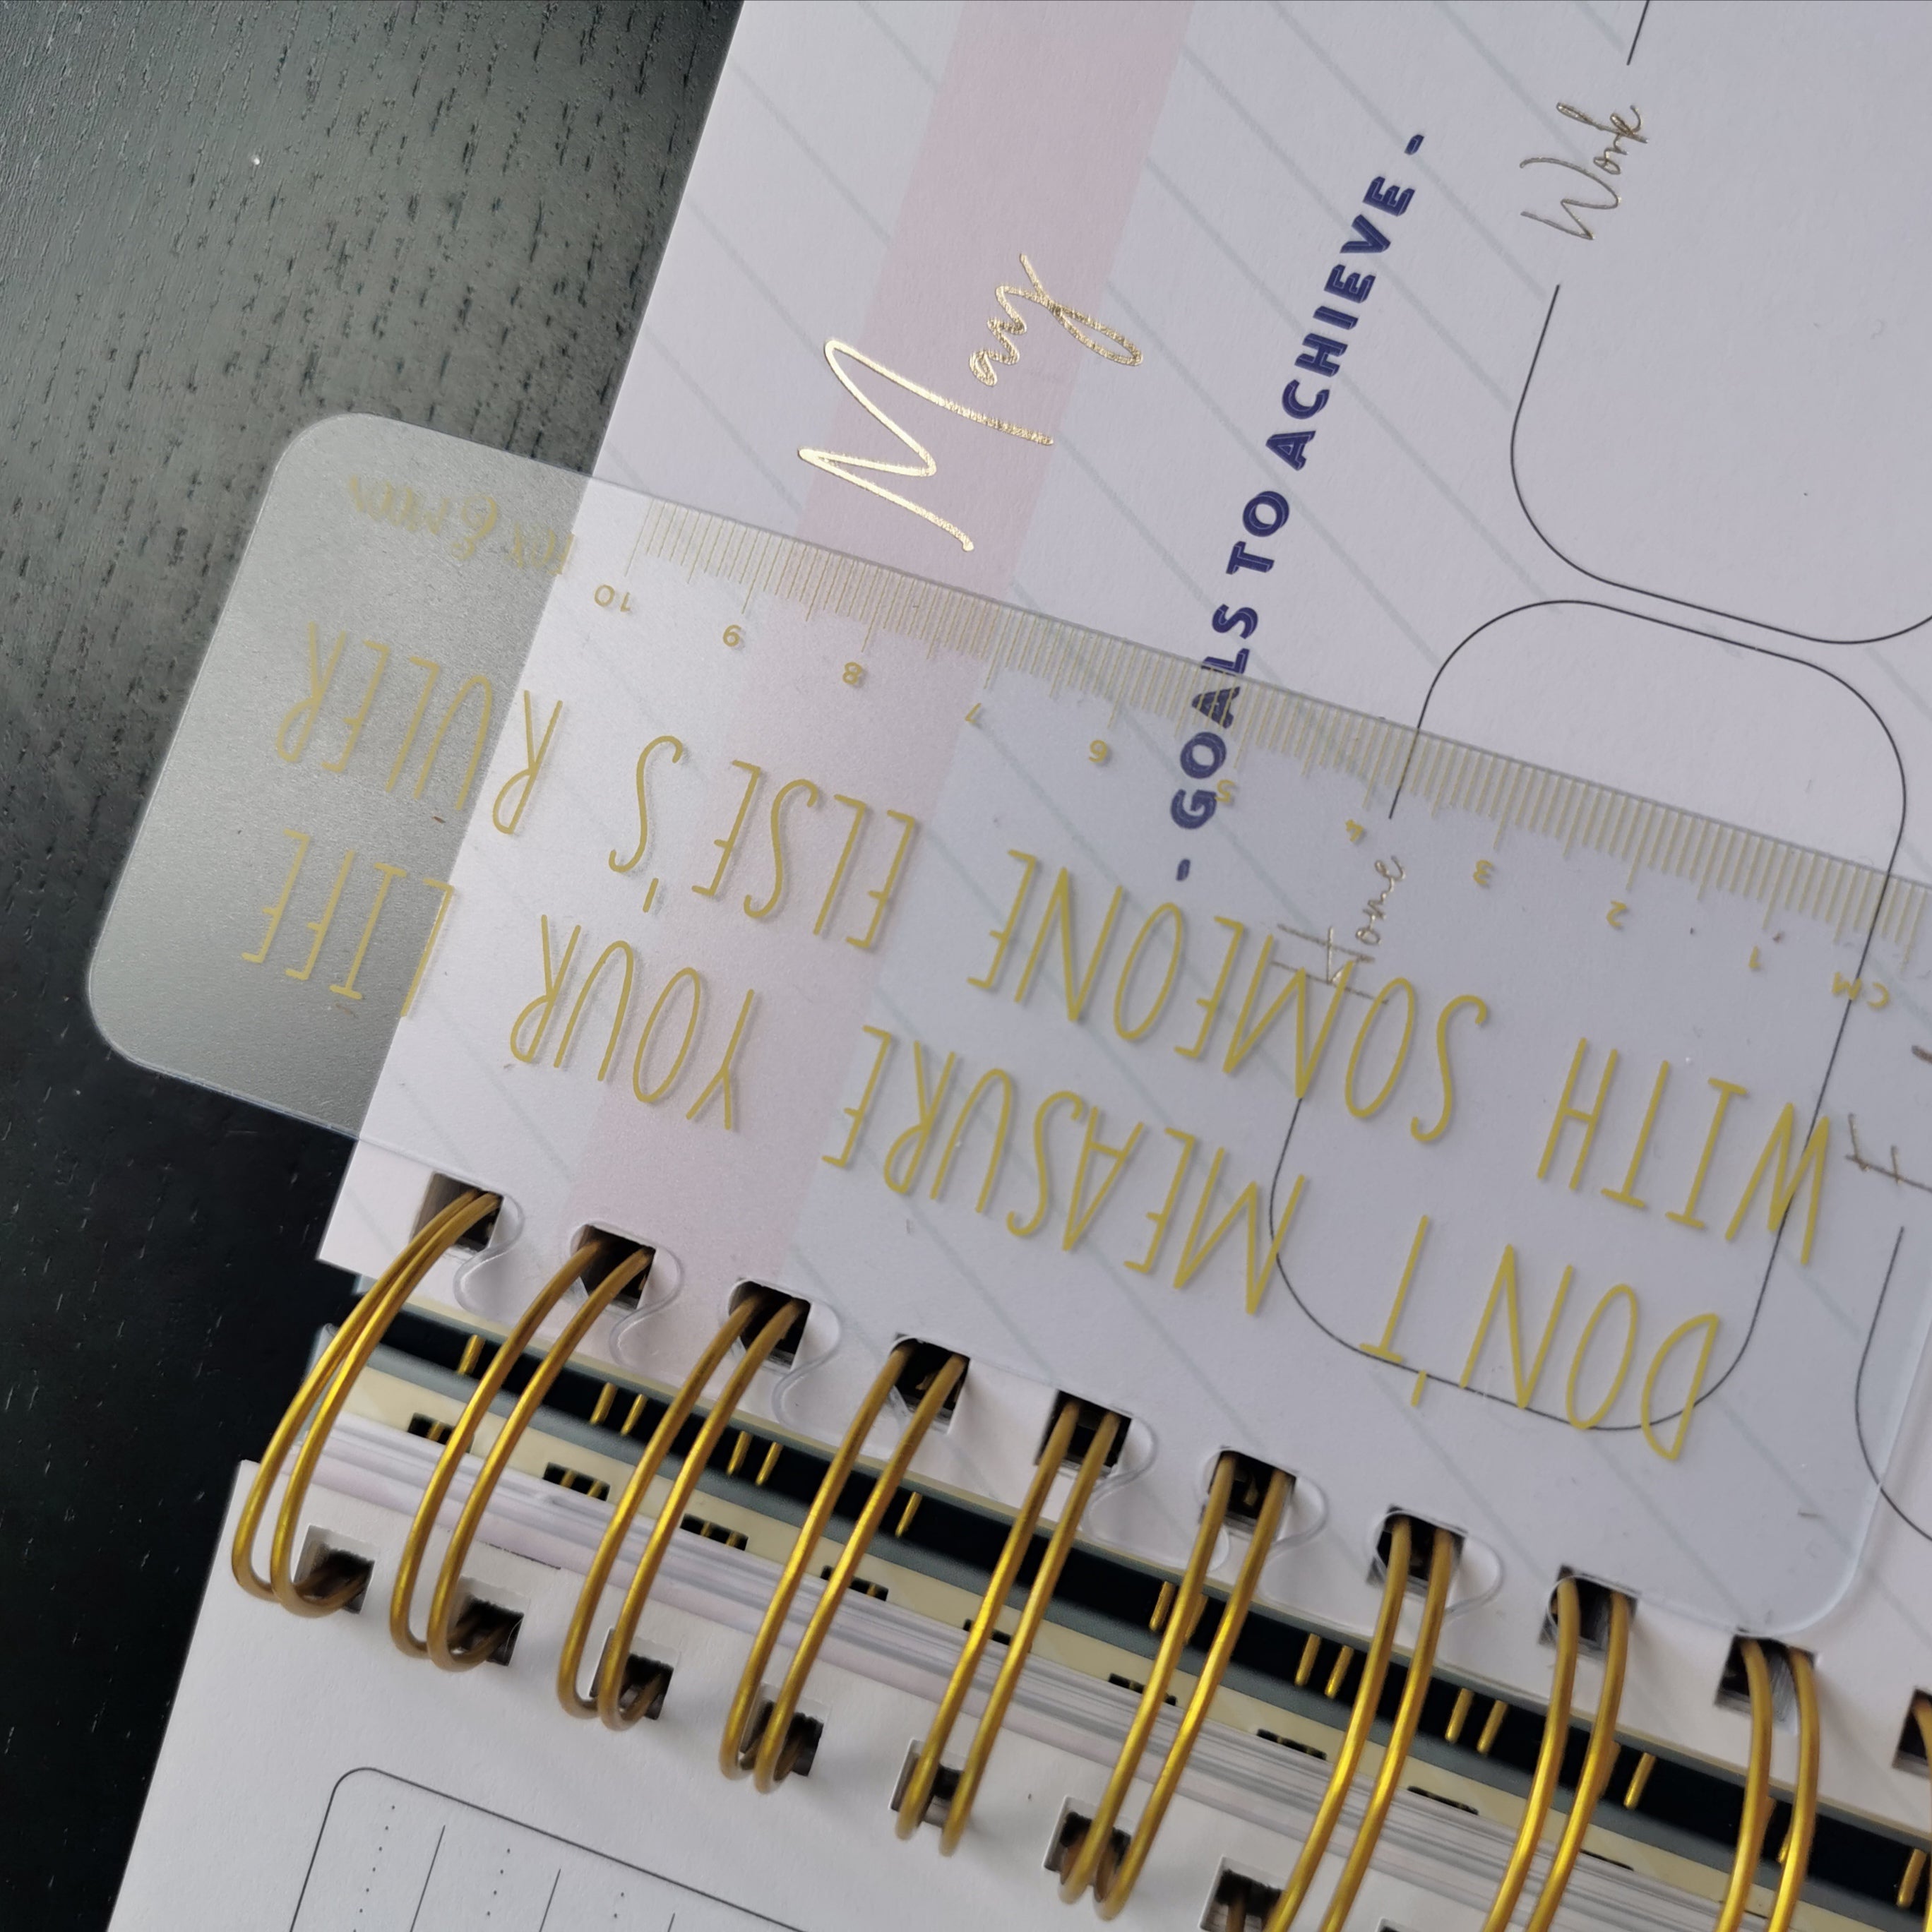 May
- GOALS TO ACHIEVE -
Work
Home
DON'T MEASURE YOUR LIFE
WITH SOMEONE ELSE'S RULER
CM 1 2 3 4 5 6 7 8 9 10